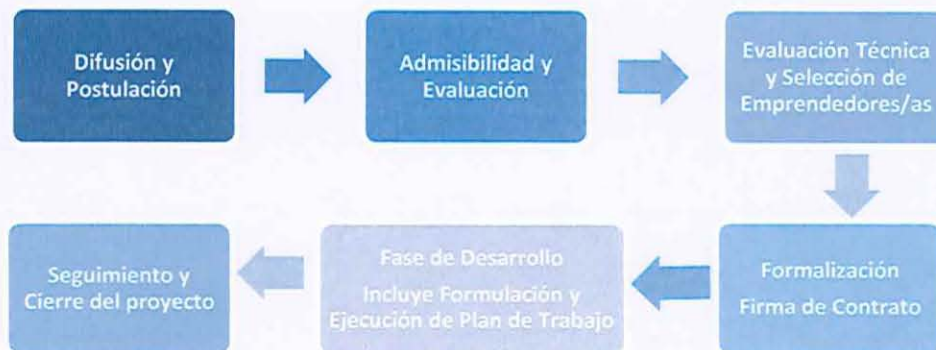 Difusión y
Postulación
Admisibilidad y
Evaluación
Evaluación Técnica
y Selección de
Emprendedores/as
Formalización
Firma de Contrato
Fase de Desarrollo
Incluye Formulación y
Ejecución de Plan de Trabajo
Seguimiento y
Cierre del proyecto